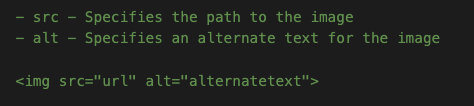 - src - Specifies the path to the image
- alt - Specifies an alternate text for the image
<img src="url" alt="alternatetext">